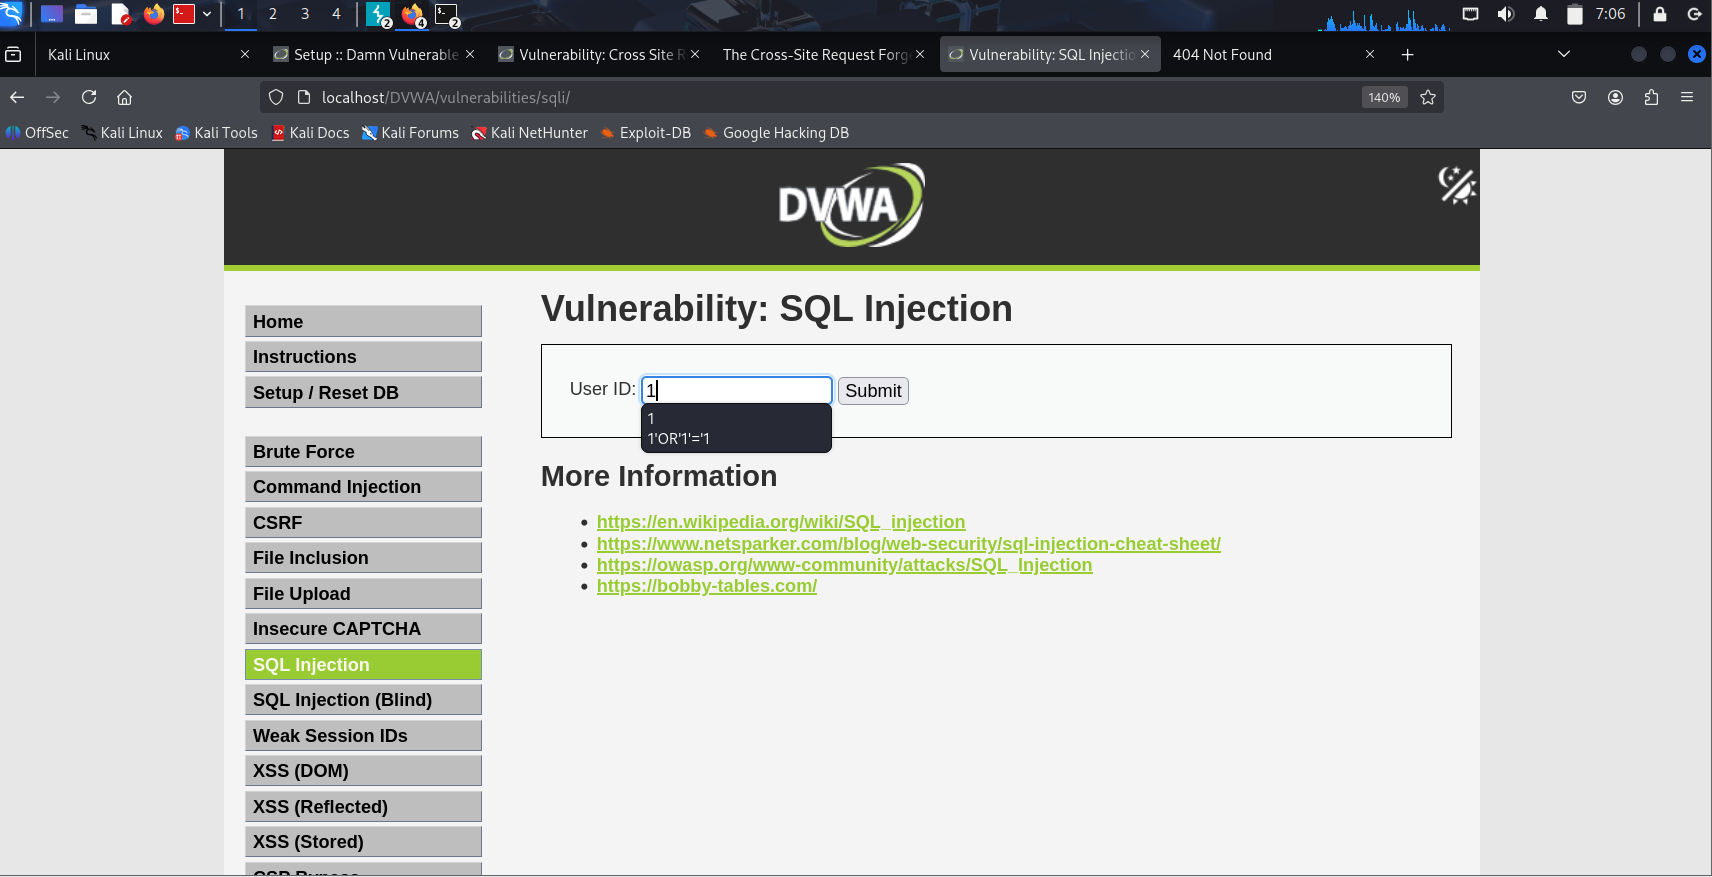 1 2 3 4 2 4 2 7:06
Kali Linux Setup :: Damn Vulnerable Vulnerability: Cross Site R The Cross-Site Request Forge Vulnerability: SQL Injectio 404 Not Found
localhost/DVWA/vulnerabilities/sqli/ 140%
OffSec Kali Linux Kali Tools Kali Docs Kali Forums Kali NetHunter Exploit-DB Google Hacking DB
DVWA
Home
Instructions
Setup / Reset DB
Brute Force
Command Injection
CSRF
File Inclusion
File Upload
Insecure CAPTCHA
SQL Injection
SQL Injection (Blind)
Weak Session IDs
XSS (DOM)
XSS (Reflected)
XSS (Stored)
CSP Bypass
Vulnerability: SQL Injection
User ID: 1 Submit
1
1'OR'1'='1
More Information
https://en.wikipedia.org/wiki/SQL_injection
https://www.netsparker.com/blog/web-security/sql-injection-cheat-sheet/
https://owasp.org/www-community/attacks/SQL_Injection
https://bobby-tables.com/